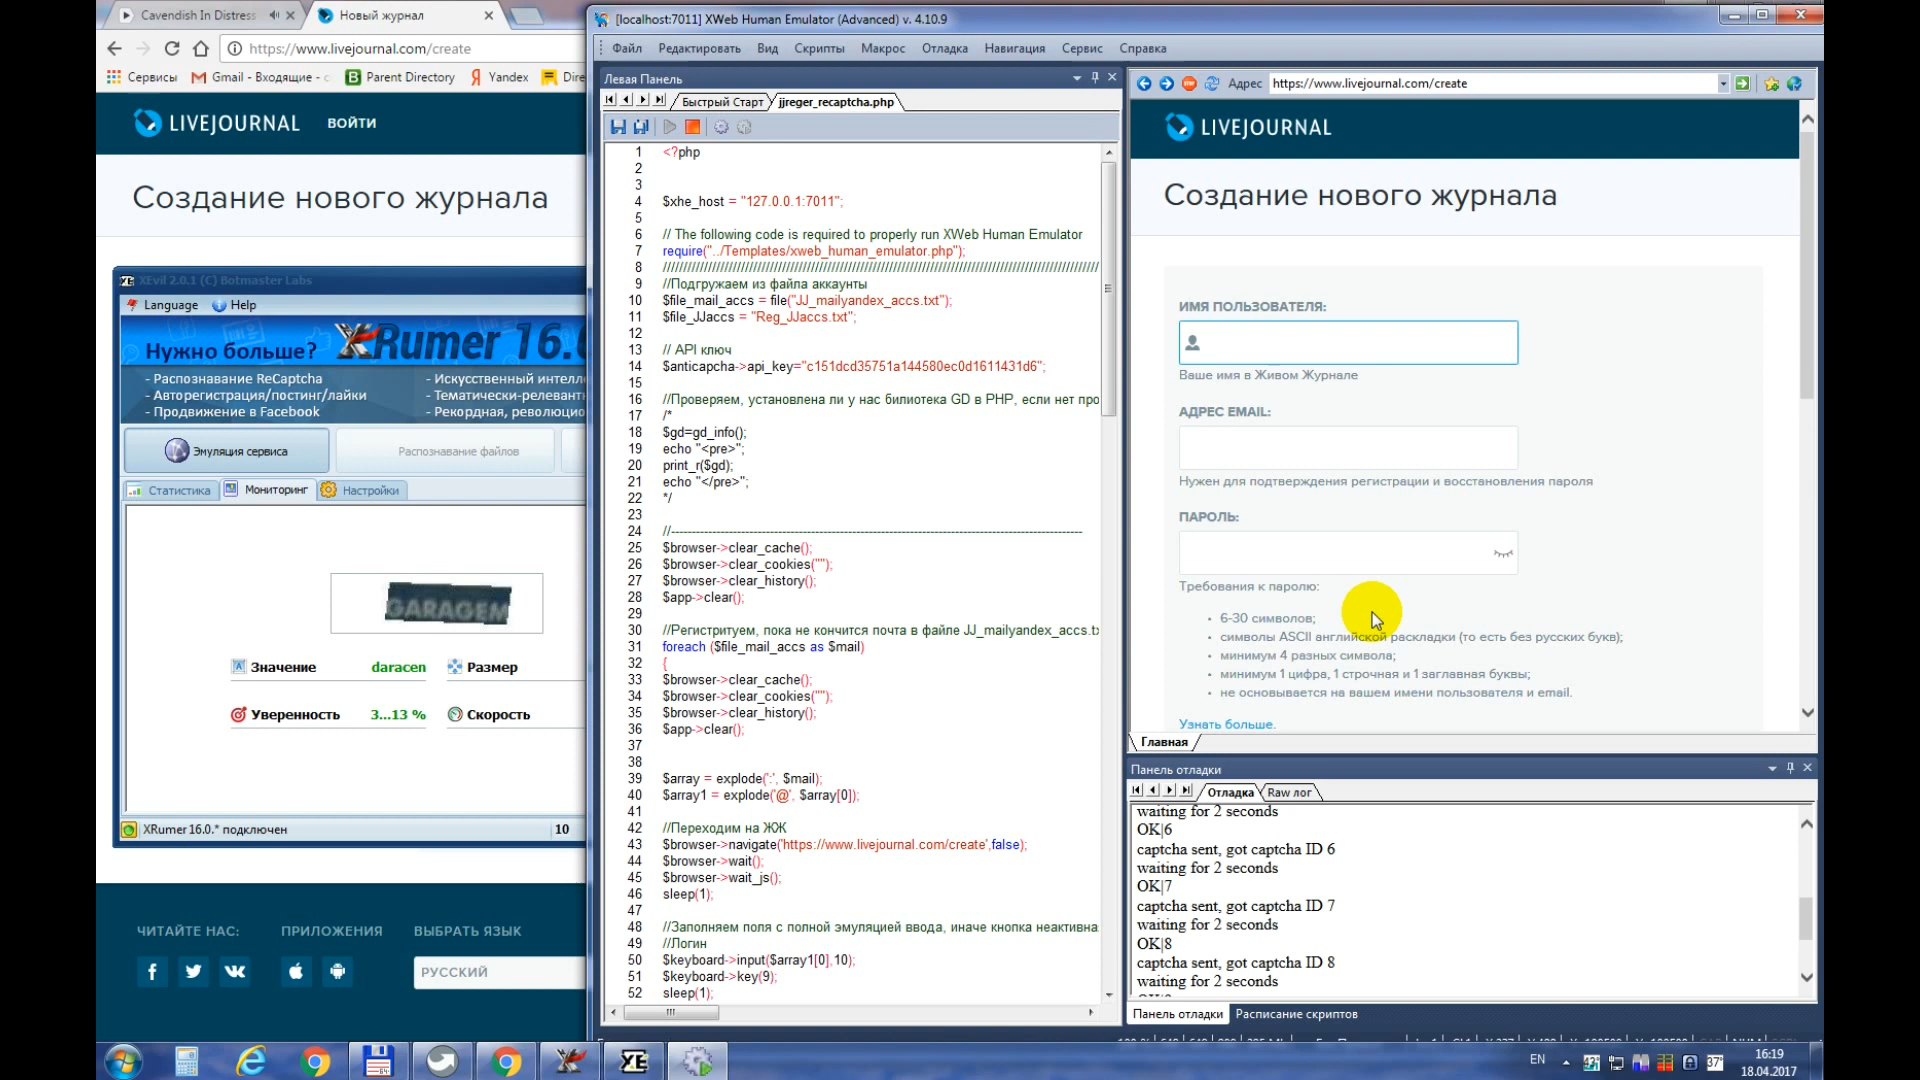 Cavendish In Distress
Новый журнал
https://www.livejournal.com/create
Сервисы
Gmail - Входящие - c
Parent Directory
Yandex
Dire
LIVEJOURNAL
ВОЙТИ
Создание нового журнала
XEvil 2.0.1 (C) Botmaster Labs
Language
Help
Нужно больше?
XRumer 16.0
- Распознавание ReCaptcha
- Авторегистрация/постинг/лайки
- Продвижение в Facebook
- Искусственный интелле
- Тематически-релевант
- Рекордная, революцио
Эмуляция сервиса
Распознавание файлов
Статистика
Мониторинг
Настройки
GARAGEM
Значение
daracen
Размер
Уверенность
3...13 %
Скорость
XRumer 16.0.* подключен
10
ЧИТАЙТЕ НАС:
ПРИЛОЖЕНИЯ
ВЫБРАТЬ ЯЗЫК
РУССКИЙ
[localhost:7011] XWeb Human Emulator (Advanced) v. 4.10.9
Файл
Редактировать
Вид
Скрипты
Макрос
Отладка
Навигация
Сервис
Справка
Левая Панель
Быстрый Старт
jjreger_recaptcha.php
1 <?php
2
3
4 $xhe_host = "127.0.0.1:7011";
5
6 // The following code is required to properly run XWeb Human Emulator
7 require("../Templates/xweb_human_emulator.php");
8 ////////////////////////////////////////////////////////////////////////////////
9 //Подгружаем из файла аккаунты
10 $file_mail_accs = file("JJ_mailyandex_accs.txt");
11 $file_JJaccs = "Reg_JJaccs.txt";
12
13 // API ключ
14 $anticapcha->api_key="c151dcd35751a144580ec0d1611431d6";
15
16 //Проверяем, установлена ли у нас билиотека GD в PHP, если нет про
17 /*
18 $gd=gd_info();
19 echo "<pre>";
20 print_r($gd);
21 echo "</pre>";
22 */
23
24 //--------------------------------------------------------------------------------
25 $browser->clear_cache();
26 $browser->clear_cookies("");
27 $browser->clear_history();
28 $app->clear();
29
30 //Регистритуем, пока не кончится почта в файле JJ_mailyandex_accs.tx
31 foreach ($file_mail_accs as $mail)
32 {
33 $browser->clear_cache();
34 $browser->clear_cookies("");
35 $browser->clear_history();
36 $app->clear();
37
38
39 $array = explode(':', $mail);
40 $array1 = explode('@', $array[0]);
41
42 //Переходим на ЖЖ
43 $browser->navigate('https://www.livejournal.com/create',false);
44 $browser->wait();
45 $browser->wait_js();
46 sleep(1);
47
48 //Заполняем поля с полной эмуляцией ввода, иначе кнопка неактивна
49 //Логин
50 $keyboard->input($array1[0],10);
51 $keyboard->key(9);
52 sleep(1);
Адрес
https://www.livejournal.com/create
LIVEJOURNAL
Создание нового журнала
ИМЯ ПОЛЬЗОВАТЕЛЯ:
Ваше имя в Живом Журнале
АДРЕС EMAIL:
Нужен для подтверждения регистрации и восстановления пароля
ПАРОЛЬ:
Требования к паролю:
• 6-30 символов;
• символы ASCII английской раскладки (то есть без русских букв);
• минимум 4 разных символа;
• минимум 1 цифра, 1 строчная и 1 заглавная буквы;
• не основывается на вашем имени пользователя и email.
Узнать больше.
Главная
Панель отладки
Отладка
Raw лог
waiting for 2 seconds
OK|6
captcha sent, got captcha ID 6
waiting for 2 seconds
OK|7
captcha sent, got captcha ID 7
waiting for 2 seconds
OK|8
captcha sent, got captcha ID 8
waiting for 2 seconds
Панель отладки
Расписание скриптов
EN
37°
16:19
18.04.2017